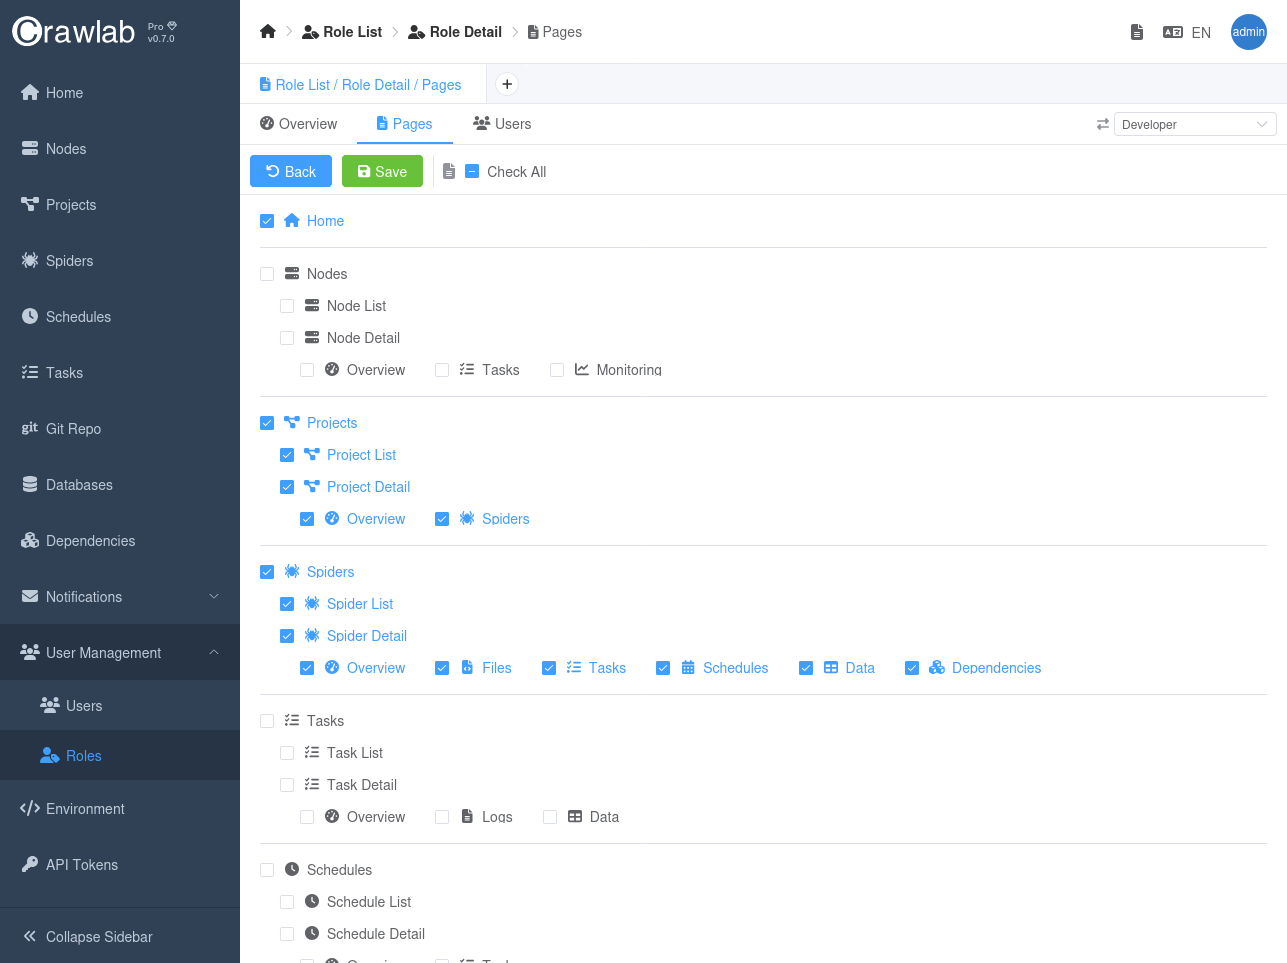 Crawlab Pro v0.7.0
Home
Nodes
Projects
Spiders
Schedules
Tasks
git Git Repo
Databases
Dependencies
Notifications
User Management
Users
Roles
Environment
API Tokens
Collapse Sidebar
Role List Role Detail Pages EN admin
Role List / Role Detail / Pages
Overview Pages Users Developer
Back Save Check All
Home
Nodes
Node List
Node Detail
Overview Tasks Monitoring
Projects
Project List
Project Detail
Overview Spiders
Spiders
Spider List
Spider Detail
Overview Files Tasks Schedules Data Dependencies
Tasks
Task List
Task Detail
Overview Logs Data
Schedules
Schedule List
Schedule Detail